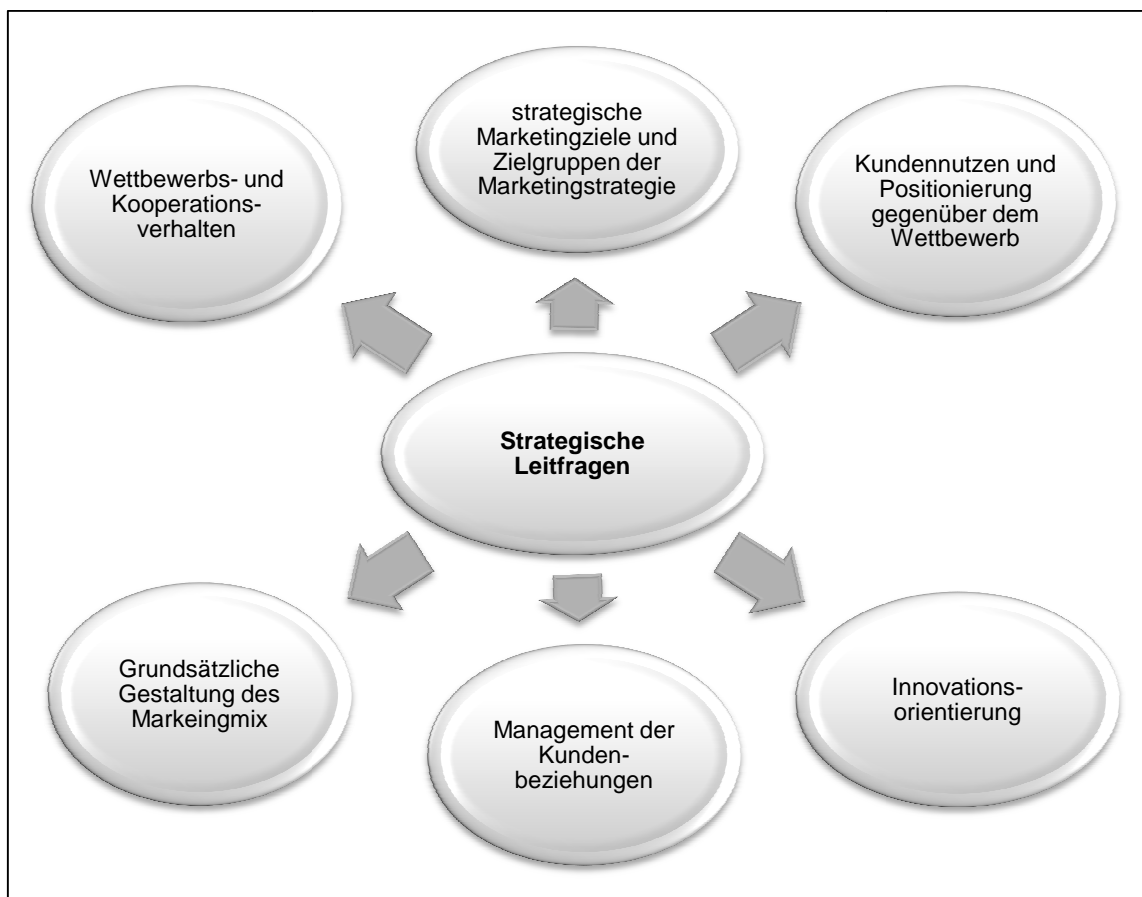 strategische
Marketingziele und
Zielgruppen der
Marketingstrategie
Wettbewerbs- und
Kooperations-
verhalten
Kundennutzen und
Positionierung
gegenüber dem
Wettbewerb
Strategische
Leitfragen
Grundsätzliche
Gestaltung des
Markeingmix
Management der
Kunden-
beziehungen
Innovations-
orientierung